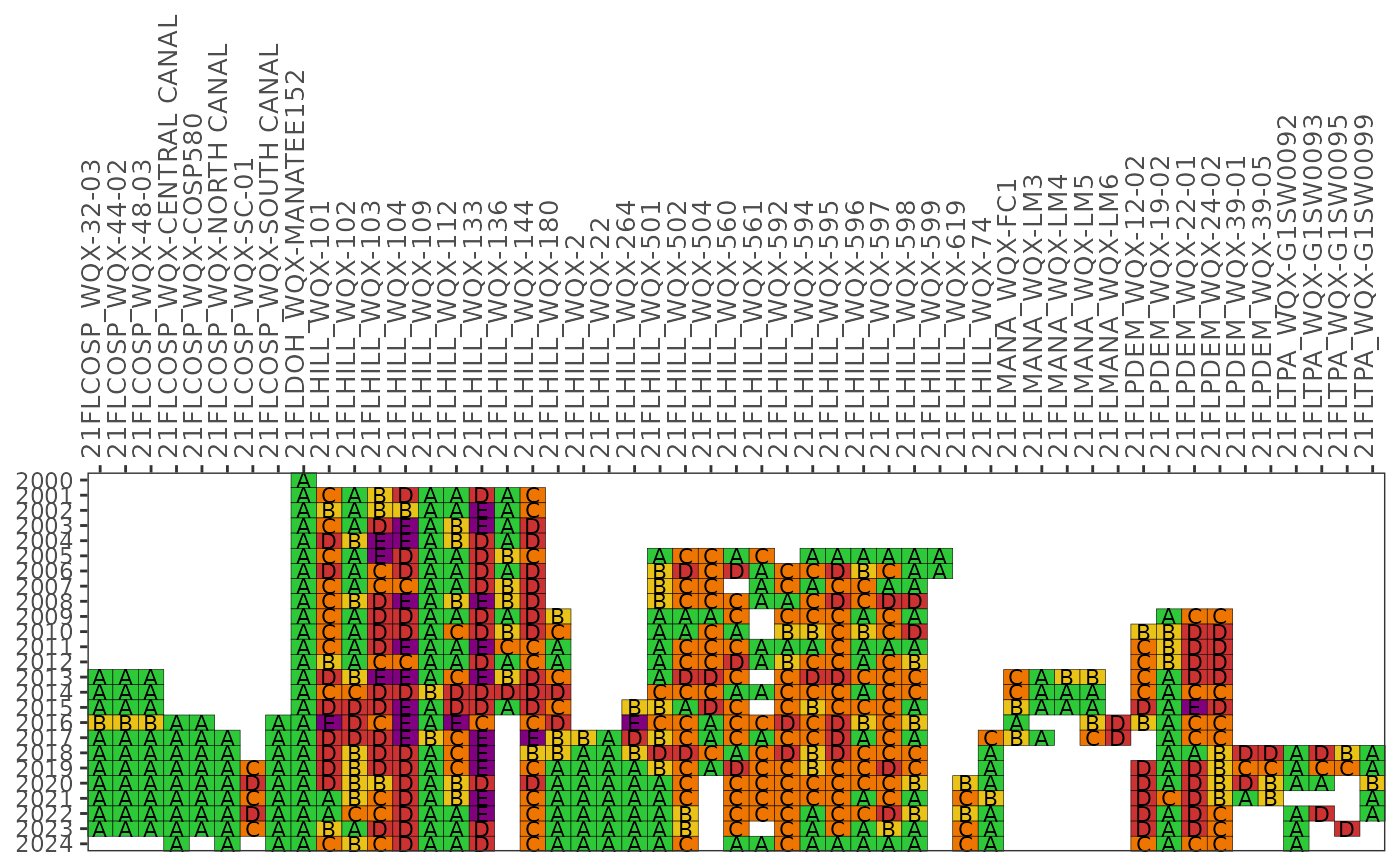 21FLCOSP_WQX-32-03
21FLCOSP_WQX-44-02
21FLCOSP_WQX-48-03
21FLCOSP_WQX-CENTRAL CANAL
21FLCOSP_WQX-COSP580
21FLCOSP_WQX-NORTH CANAL
21FLCOSP_WQX-SC-01
21FLCOSP_WQX-SOUTH CANAL
21FLDOH_WQX-MANATEE152
21FLHILL_WQX-101
21FLHILL_WQX-102
21FLHILL_WQX-103
21FLHILL_WQX-104
21FLHILL_WQX-109
21FLHILL_WQX-112
21FLHILL_WQX-133
21FLHILL_WQX-136
21FLHILL_WQX-144
21FLHILL_WQX-180
21FLHILL_WQX-2
21FLHILL_WQX-22
21FLHILL_WQX-264
21FLHILL_WQX-501
21FLHILL_WQX-502
21FLHILL_WQX-504
21FLHILL_WQX-560
21FLHILL_WQX-561
21FLHILL_WQX-592
21FLHILL_WQX-594
21FLHILL_WQX-595
21FLHILL_WQX-596
21FLHILL_WQX-597
21FLHILL_WQX-598
21FLHILL_WQX-599
21FLHILL_WQX-619
21FLHILL_WQX-74
21FLMANA_WQX-FC1
21FLMANA_WQX-LM3
21FLMANA_WQX-LM4
21FLMANA_WQX-LM5
21FLMANA_WQX-LM6
21FLPDEM_WQX-12-02
21FLPDEM_WQX-19-02
21FLPDEM_WQX-22-01
21FLPDEM_WQX-24-02
21FLPDEM_WQX-39-01
21FLPDEM_WQX-39-05
21FLTPA_WQX-G1SW0092
21FLTPA_WQX-G1SW0093
21FLTPA_WQX-G1SW0095
21FLTPA_WQX-G1SW0099
2000 A
2001 A C A B D A A D A C
2002 A B A B B A A E A C
2003 A C A D E A B E A D
2004 A D B E E A B D A D
2005 A C A E D A A D B C A C C A C A A A A A A
2006 A D A C D A A D A D B D C D A C C D B C A A
2007 A C A C C A A D B D B C C A C A C C A A
2008 A C B D E A B E B D B C C C A A C D C D D
2009 A C A D D A A D A D B A A A C C C C A C A A C C
2010 A C A D D A C D B D C A A C A B B C B C D B B D D
2011 A C A D E A A E C C A A C C A A A A C A A A C B D D
2012 A B A C C A A D A C A A C C D A B C C A C B C B D D
2013 A A A A D B E E A C E A B C A D D C C D C A C C C A B B C A D D
2014 A A A A C C D B D D D D D C C C A A C C C A C C C A A A C A C C
2015 A A A A D D D E A D D A D D B B C C C C C B C C C A B A A A C A E D
2016 B B B A A A A E D C E A E C C D E C C A C C D C D B C C A B D B A C C
2017 A A A A A A A A D D D E B C E E B B A D B C C A C C C C A C C C B A C D A C C
2018 A A A A A A A A D B D D A C E B B A A B D D C A C D B D C C C A A A B D D A D B A
2019 A A A A A A C A A D B D D A C E D C A A A B C A D C C B C C D C A D A D B C C A C C A
2020 A A A A A A D A A D B B D A B D D C A A A A C C C C C C C C C B B A D A D B D B A A B
2021 A A A A A A C A A A B C D A B E C A A A A A C C C C C C A C A C B D C D B A B A
2022 A A A A A A D A A A C C D A A E C A A A A A B C C C A C C D B B A D A D C A D A
2023 A A A A A A C A A B A D D A A D C A A A A A B C C A C A B A C A D A D C A D
2024 A A A A C B C D A A D C A A A A A C A A A C C C C C C A D A D C A A